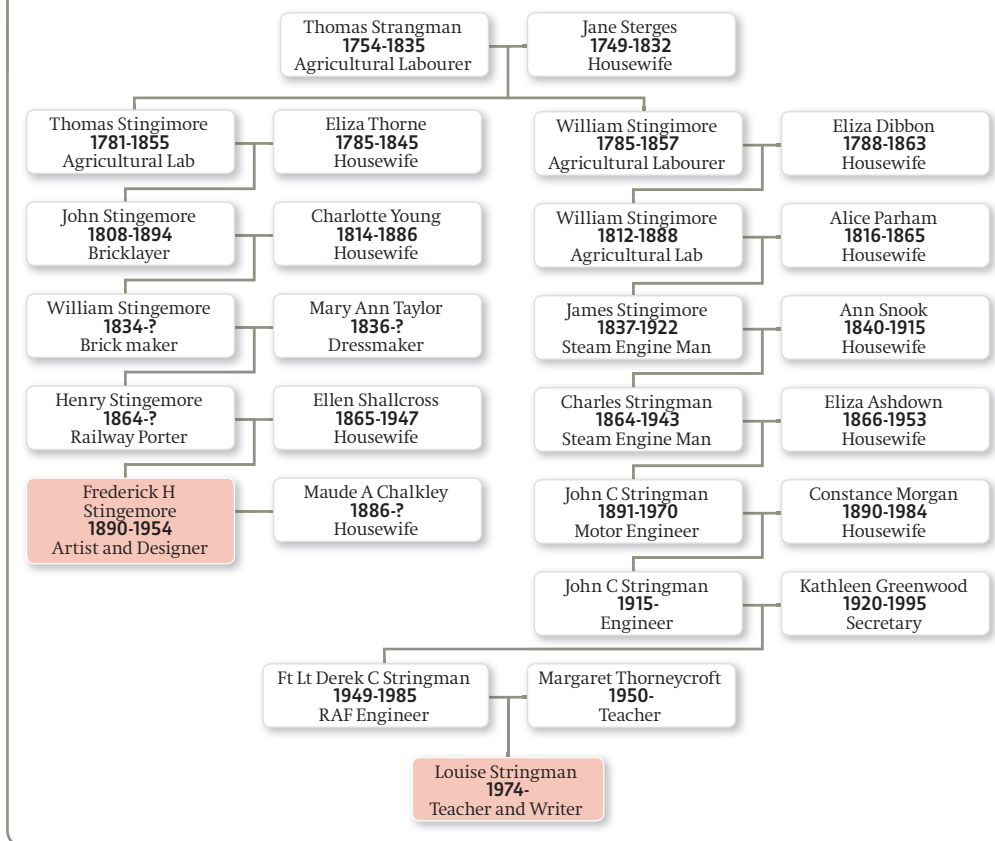 Thomas Strangman
1754-1835
Agricultural Labourer
Jane Sterges
1749-1832
Housewife
Thomas Stingimore
1781-1855
Agricultural Lab
Eliza Thorne
1785-1845
Housewife
William Stingimore
1785-1857
Agricultural Labourer
Eliza Dibbon
1788-1863
Housewife
John Stingemore
1808-1894
Bricklayer
Charlotte Young
1814-1886
Housewife
William Stingimore
1812-1888
Agricultural Lab
Alice Parham
1816-1865
Housewife
William Stingemore
1834-?
Brick maker
Mary Ann Taylor
1836-?
Dressmaker
James Stingimore
1837-1922
Steam Engine Man
Ann Snook
1840-1915
Housewife
Henry Stingemore
1864-?
Railway Porter
Ellen Shallcross
1865-1947
Housewife
Charles Stringman
1864-1943
Steam Engine Man
Eliza Ashdown
1866-1953
Housewife
Frederick H
Stingemore
1890-1954
Artist and Designer
Maude A Chalkley
1886-?
Housewife
John C Stringman
1891-1970
Motor Engineer
Constance Morgan
1890-1984
Housewife
John C Stringman
1915-
Engineer
Kathleen Greenwood
1920-1995
Secretary
Ft Lt Derek C Stringman
1949-1985
RAF Engineer
Margaret Thorneycroft
1950-
Teacher
Louise Stringman
1974-
Teacher and Writer